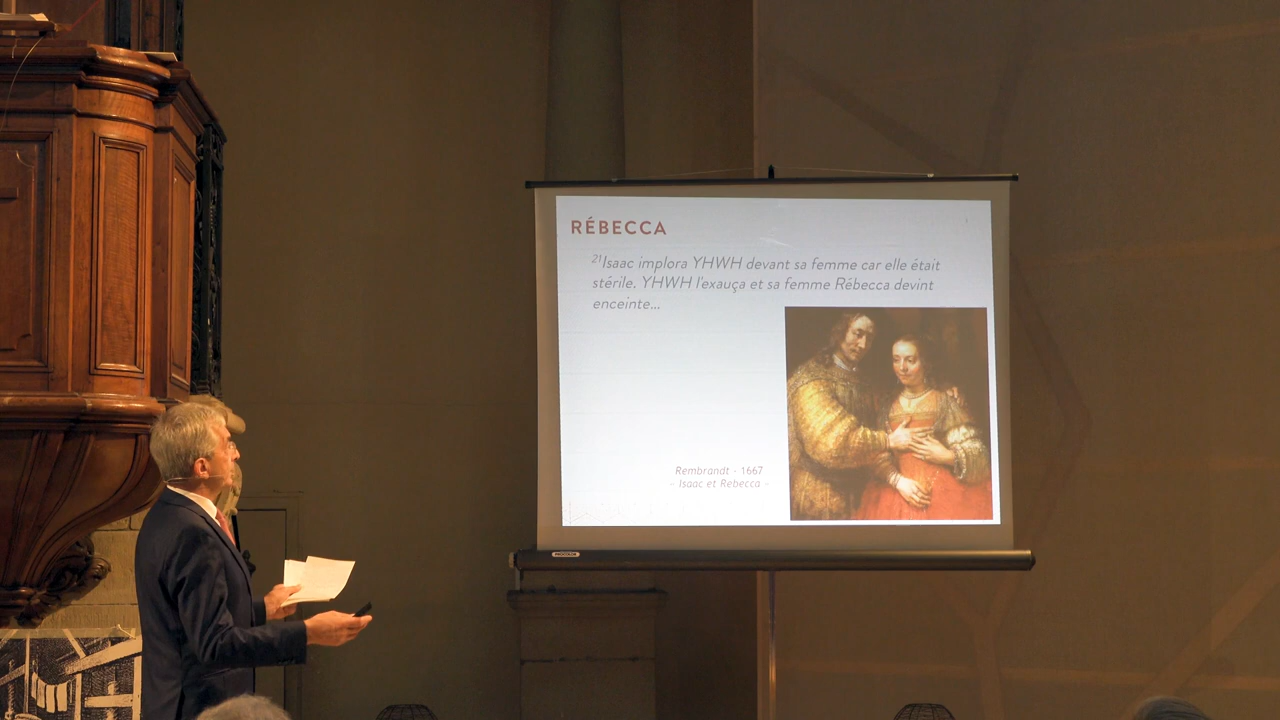 RÉBECCA
²¹Isaac implora YHWH devant sa femme car elle était
stérile. YHWH l'exauça et sa femme Rébecca devint
enceinte...
Rembrandt - 1667
- Isaac et Rebecca -